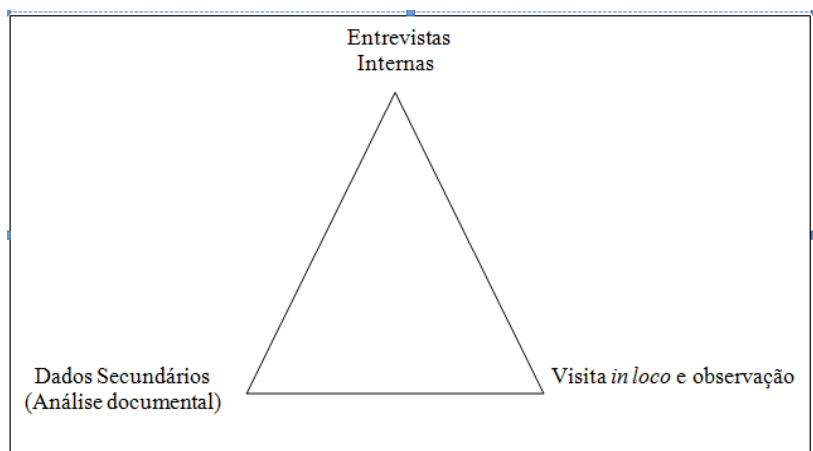 Entrevistas
Internas
Dados Secundários
(Análise documental)
Visita in loco e observação